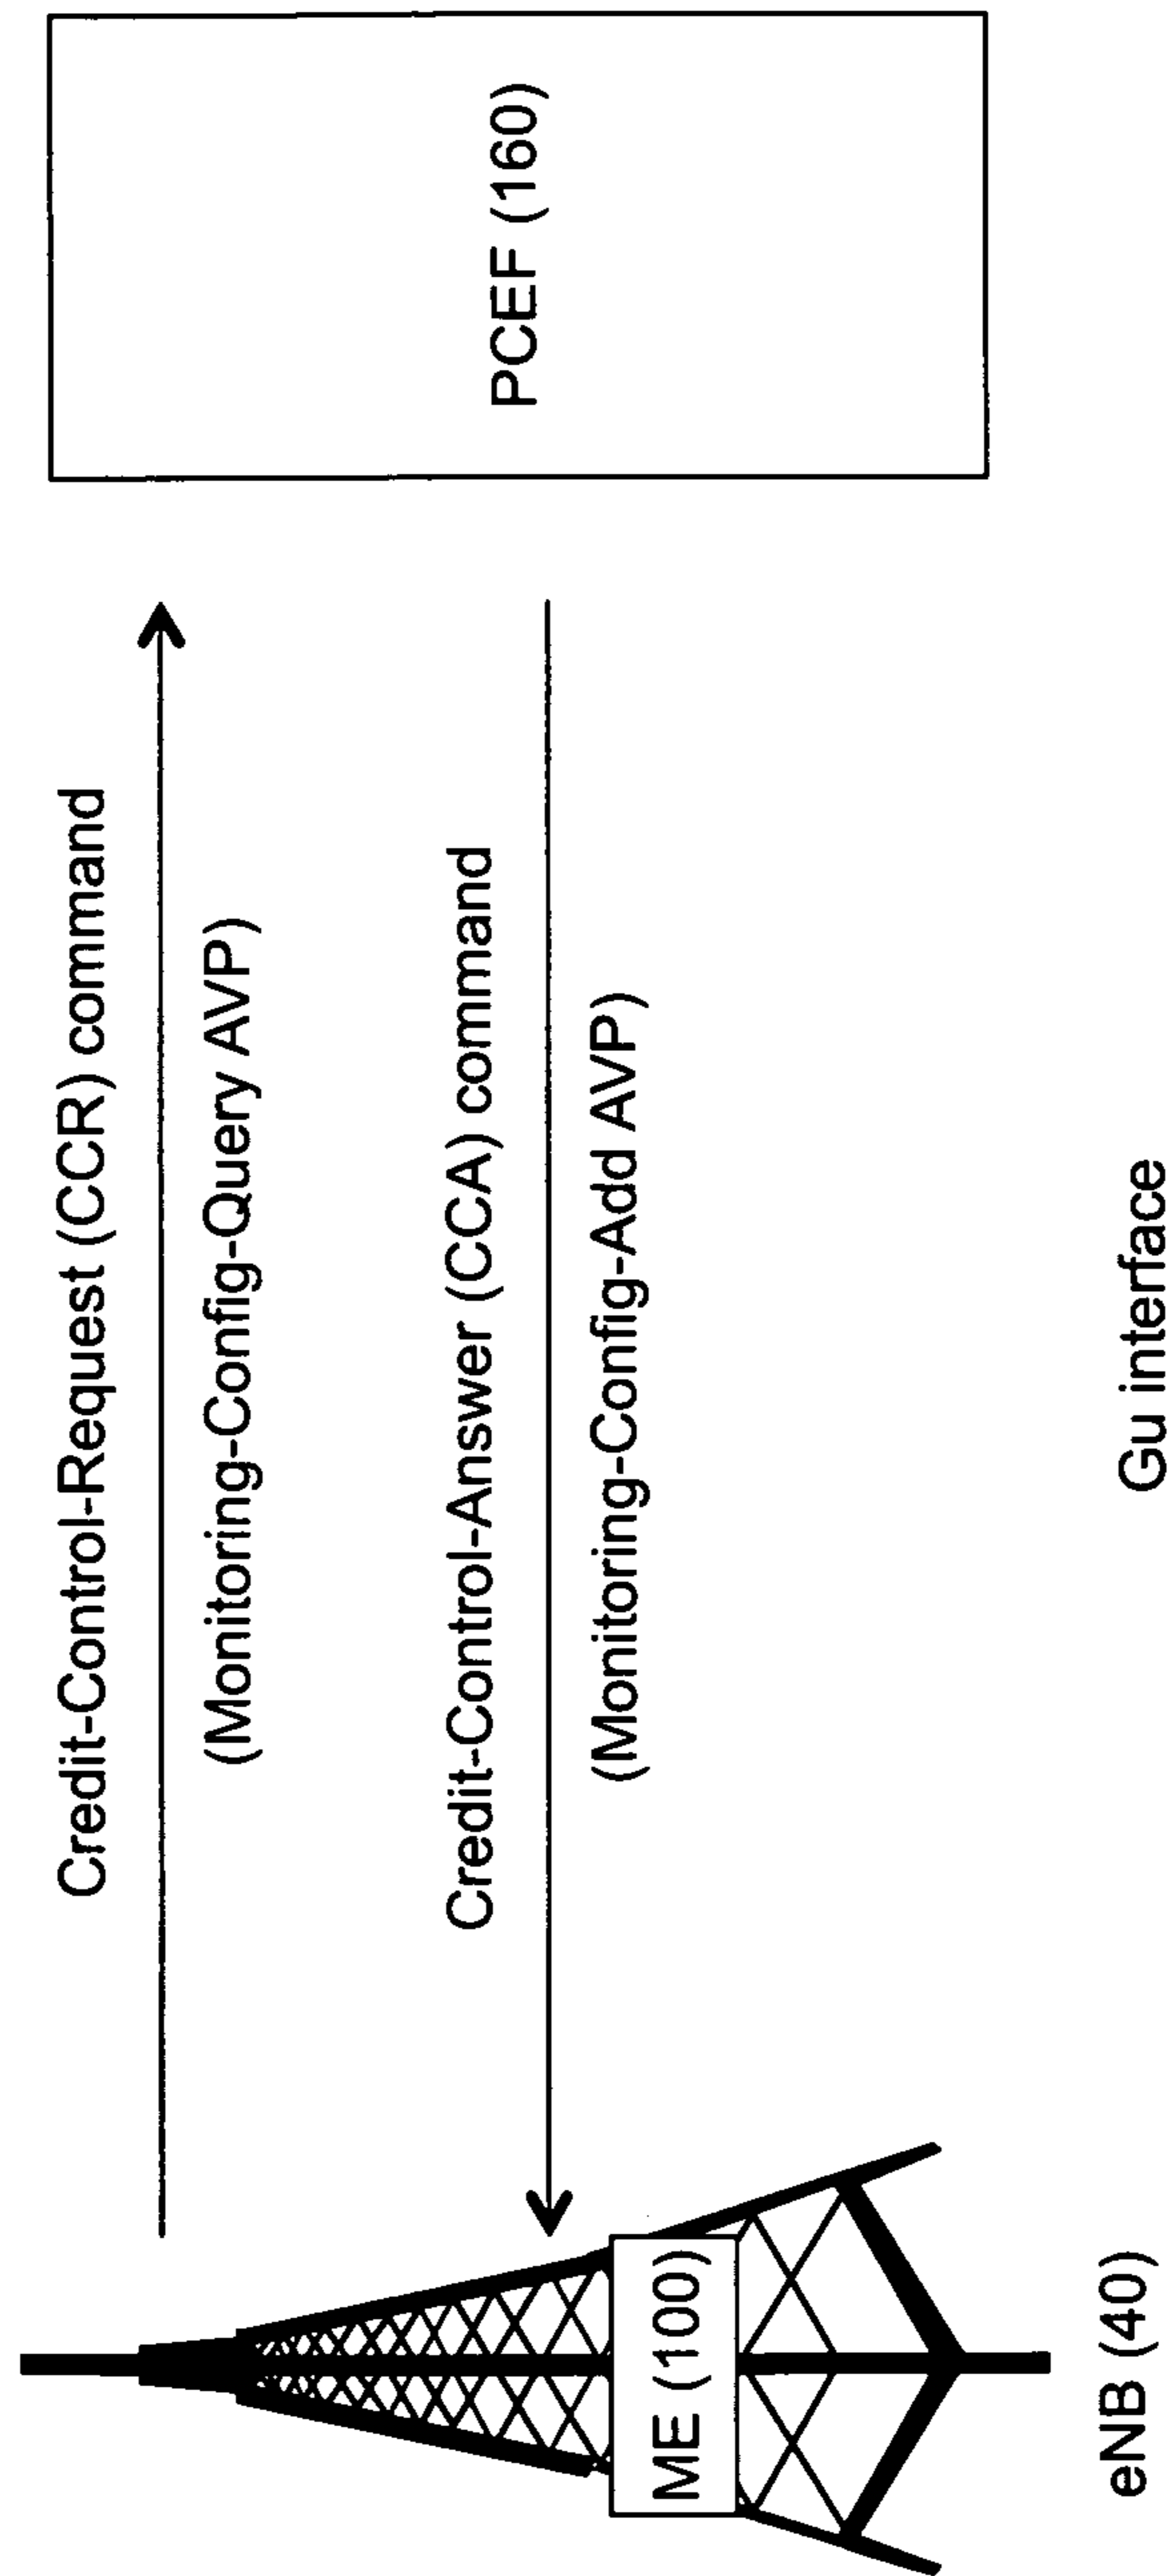 Credit-Control-Request (CCR) command
(Monitoring-Config-Query AVP)
Credit-Control-Answer (CCA) command
(Monitoring-Config-Add AVP)
ME (100)
PCEF (160)
eNB (40)
Gu interface